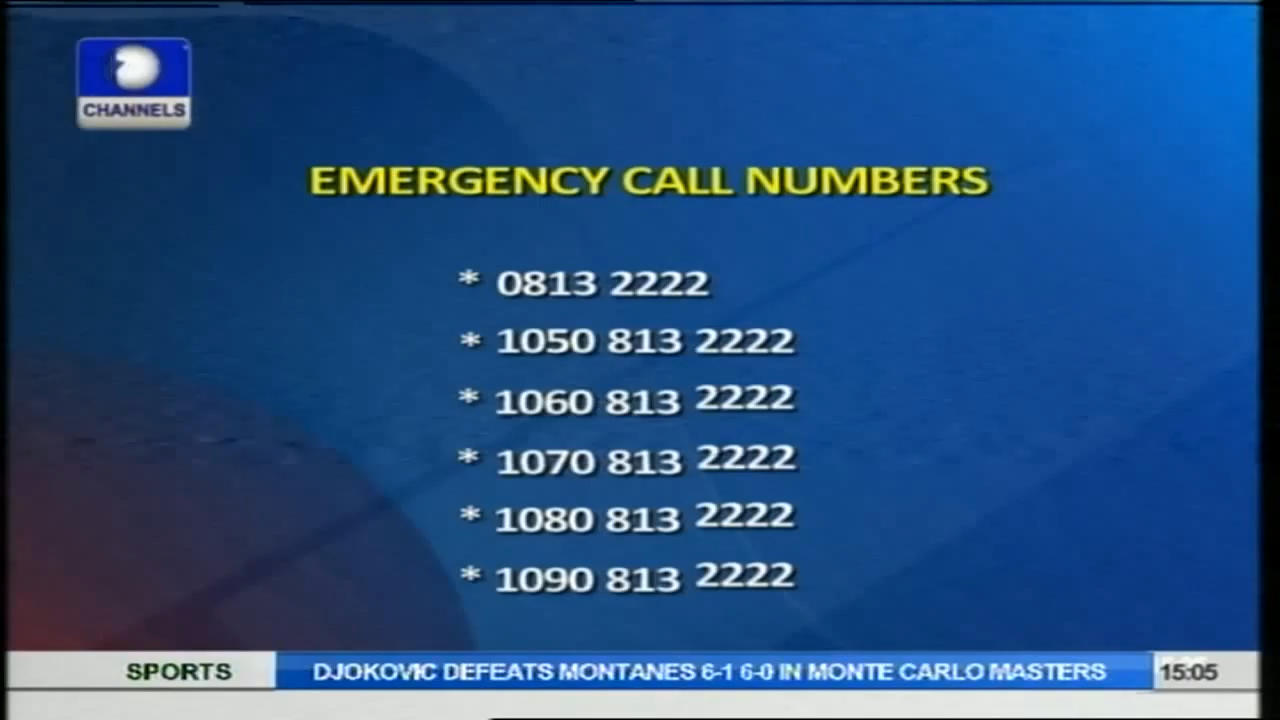 CHANNELS
EMERGENCY CALL NUMBERS
* 0813 2222
* 1050 813 2222
* 1060 813 2222
* 1070 813 2222
* 1080 813 2222
* 1090 813 2222
SPORTS DJOKOVIC DEFEATS MONTANES 6-1 6-0 IN MONTE CARLO MASTERS 15:05